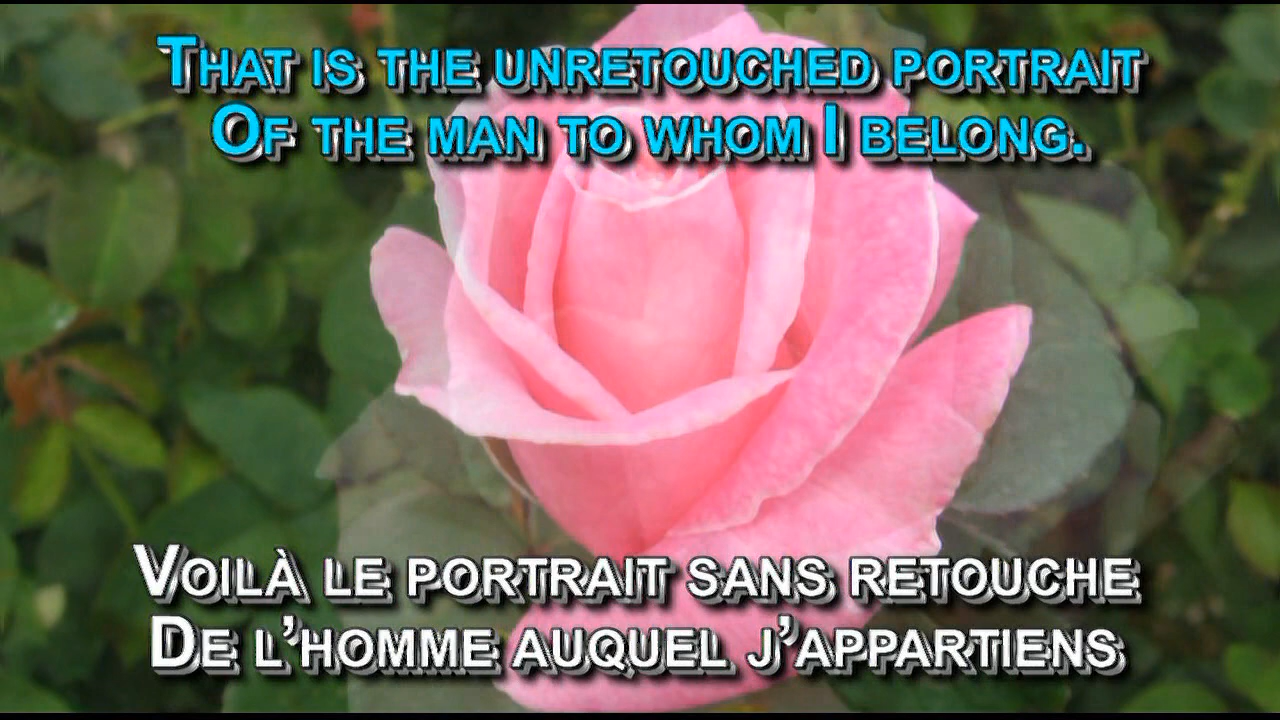 That is the unretouched portrait
Of the man to whom I belong.
Voilà le portrait sans retouche
De l’homme auquel j’appartiens